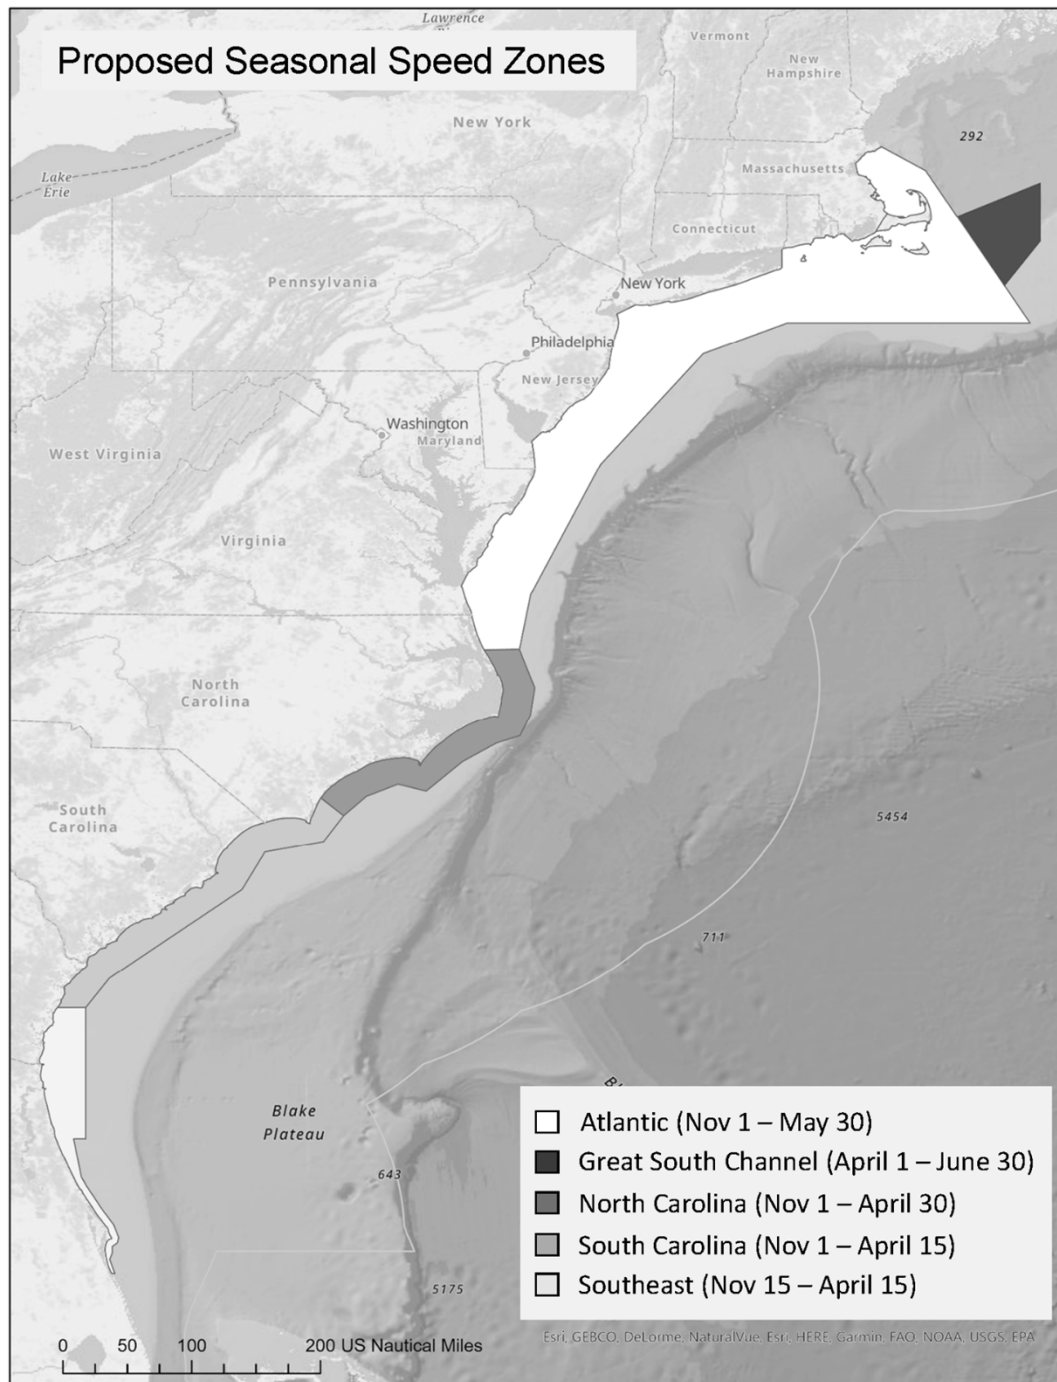 Lawrence
Proposed Seasonal Speed Zones
Vermont
New
Hampshire
New York
292
Lake
Erie
Massachusetts
Connecticut
Pennsylvania
New York
Philadelphia
New Jersey
Washington
Maryland
West Virginia
Virginia
North
Carolina
South
Carolina
5454
711
Blake
Plateau
643
5175
Atlantic (Nov 1 – May 30)
Great South Channel (April 1 – June 30)
North Carolina (Nov 1 – April 30)
South Carolina (Nov 1 – April 15)
Southeast (Nov 15 – April 15)
0 50 100 200 US Nautical Miles
Esri, GEBCO, DeLorme, NaturalVue, Esri, HERE, Garmin, FAO, NOAA, USGS, EPA